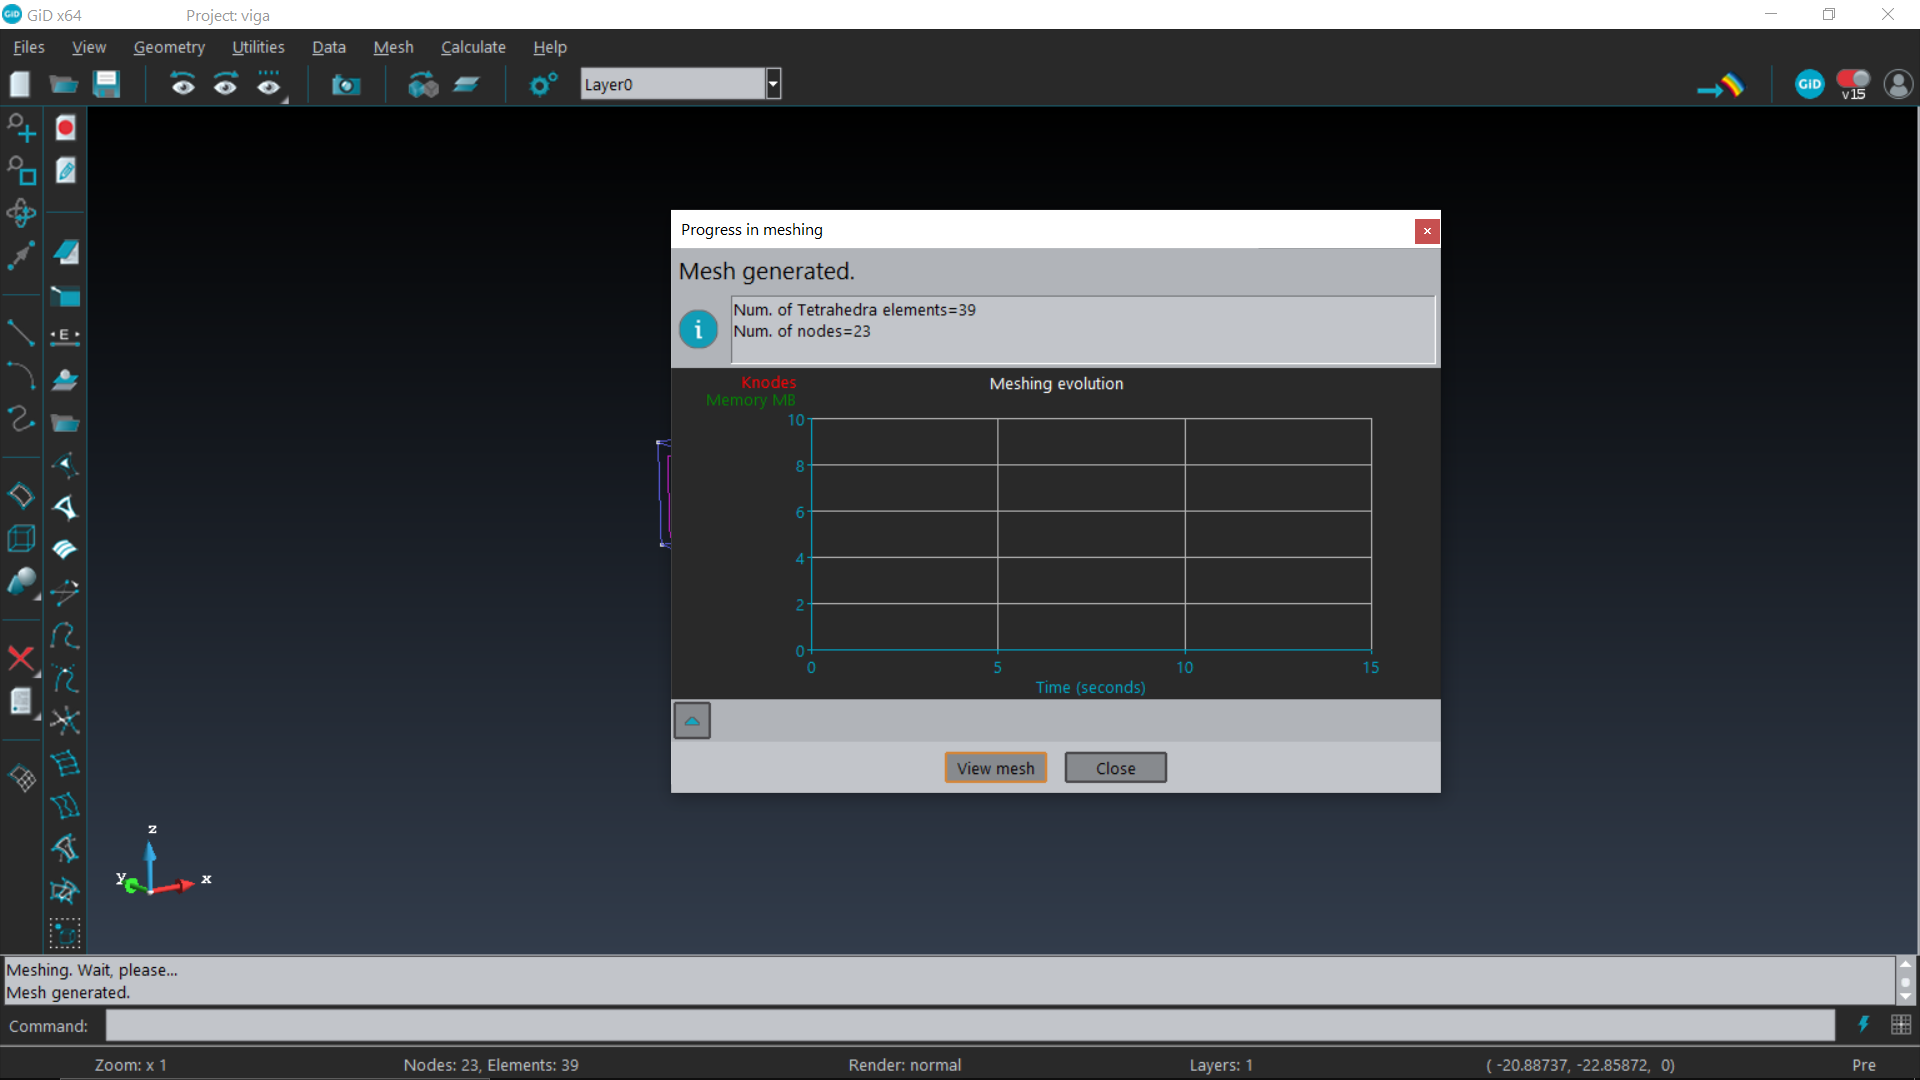 GiD GiD x64 Project: viga
Files View Geometry Utilities Data Mesh Calculate Help
Layer0 GiD v15
E
Progress in meshing
Mesh generated.
i
Num. of Tetrahedra elements=39
Num. of nodes=23
Knodes
Memory MB
Meshing evolution
10
8
6
4
2
0
0 5 10 15
Time (seconds)
View mesh Close
z
y x
Meshing. Wait, please...
Mesh generated.
Command:
Zoom: x 1 Nodes: 23, Elements: 39 Render: normal Layers: 1 ( -20.88737, -22.85872, 0) Pre